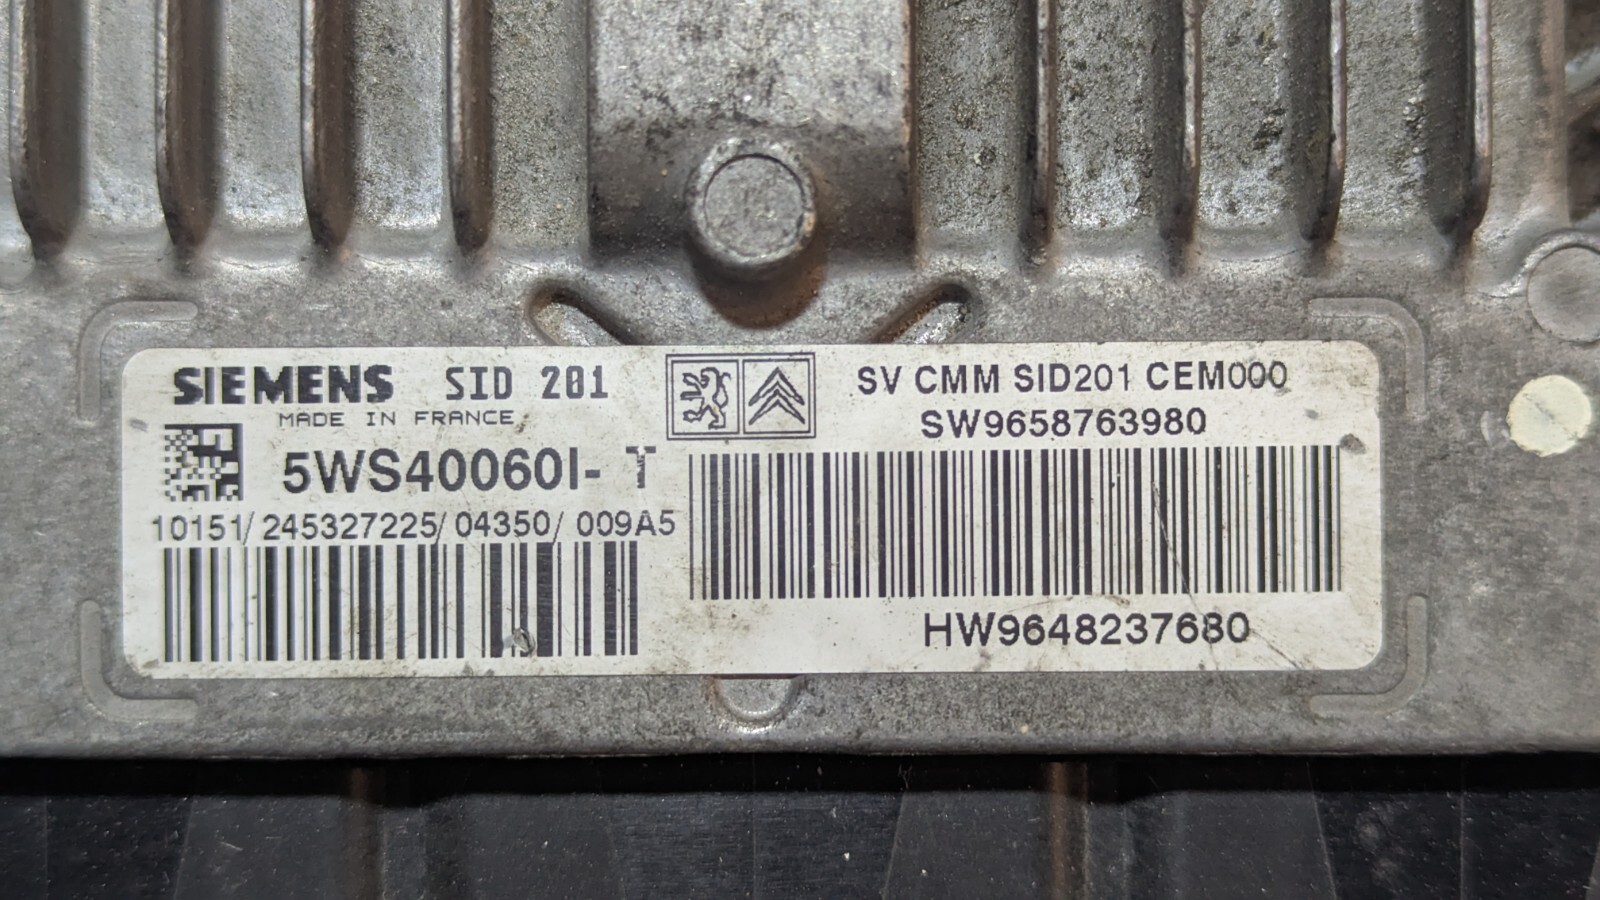 SIEMENS SID 201
MADE IN FRANCE
5WS40060I- T
10151/245327225/04350/009A5
SV CMM SID201 CEM000
SW9658763980
HW9648237680